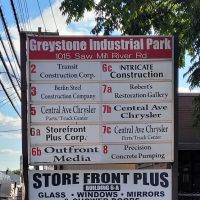 Greystone Industrial Park
1015 Saw Mill River Rd
2 Transit
Construction Corp.
6c INTRICATE
Construction
3 Berlin Steel
Construction Company
7a Robert's
Restoration Gallery
5 Central Ave Chrysler
Parts/Truck Center
7b Central Ave
Chrysler
6a Storefront
Plus Corp.
7c Central Ave Chrysler
Parts/Truck Center
6b Outfront
Media
8 Precision
Concrete Pumping
STORE FRONT PLUS
BUILDING 6-A
GLASS • WINDOWS • MIRRORS
& SHOWER DOORS